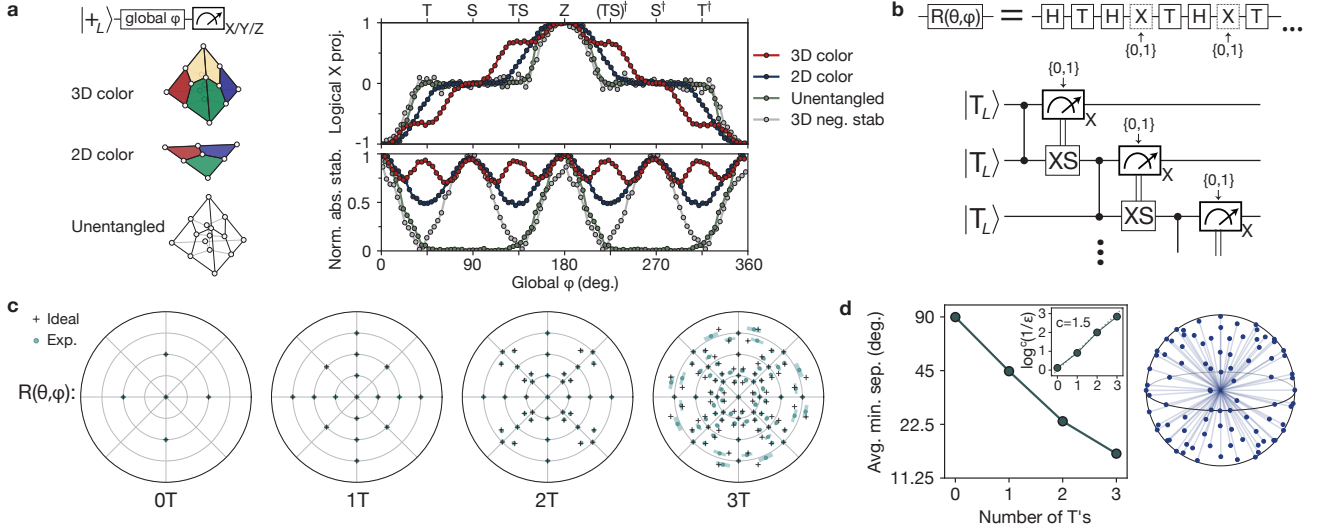 a
|+L⟩ global φ X/Y/Z
3D color
2D color
Unentangled
T S TS Z (TS)† S† T†
Logical X proj.
1
0
-1
3D color
2D color
Unentangled
3D neg. stab
Norm. abs. stab.
1
0.5
0
0 90 180 270 360
Global φ (deg.)
b
R(θ,φ) = H T H X T H X T ...
{0,1} {0,1}
{0,1}
|TL⟩ X
{0,1}
|TL⟩ XS X
{0,1}
|TL⟩ XS X
c
+ Ideal
Exp.
R(θ,φ):
0T 1T 2T 3T
d
Avg. min. sep. (deg.)
90
45
22.5
11.25
0 1 2 3
Number of T's
logᶜ(1/ε)
3
2
1
0
c=1.5
0 1 2 3